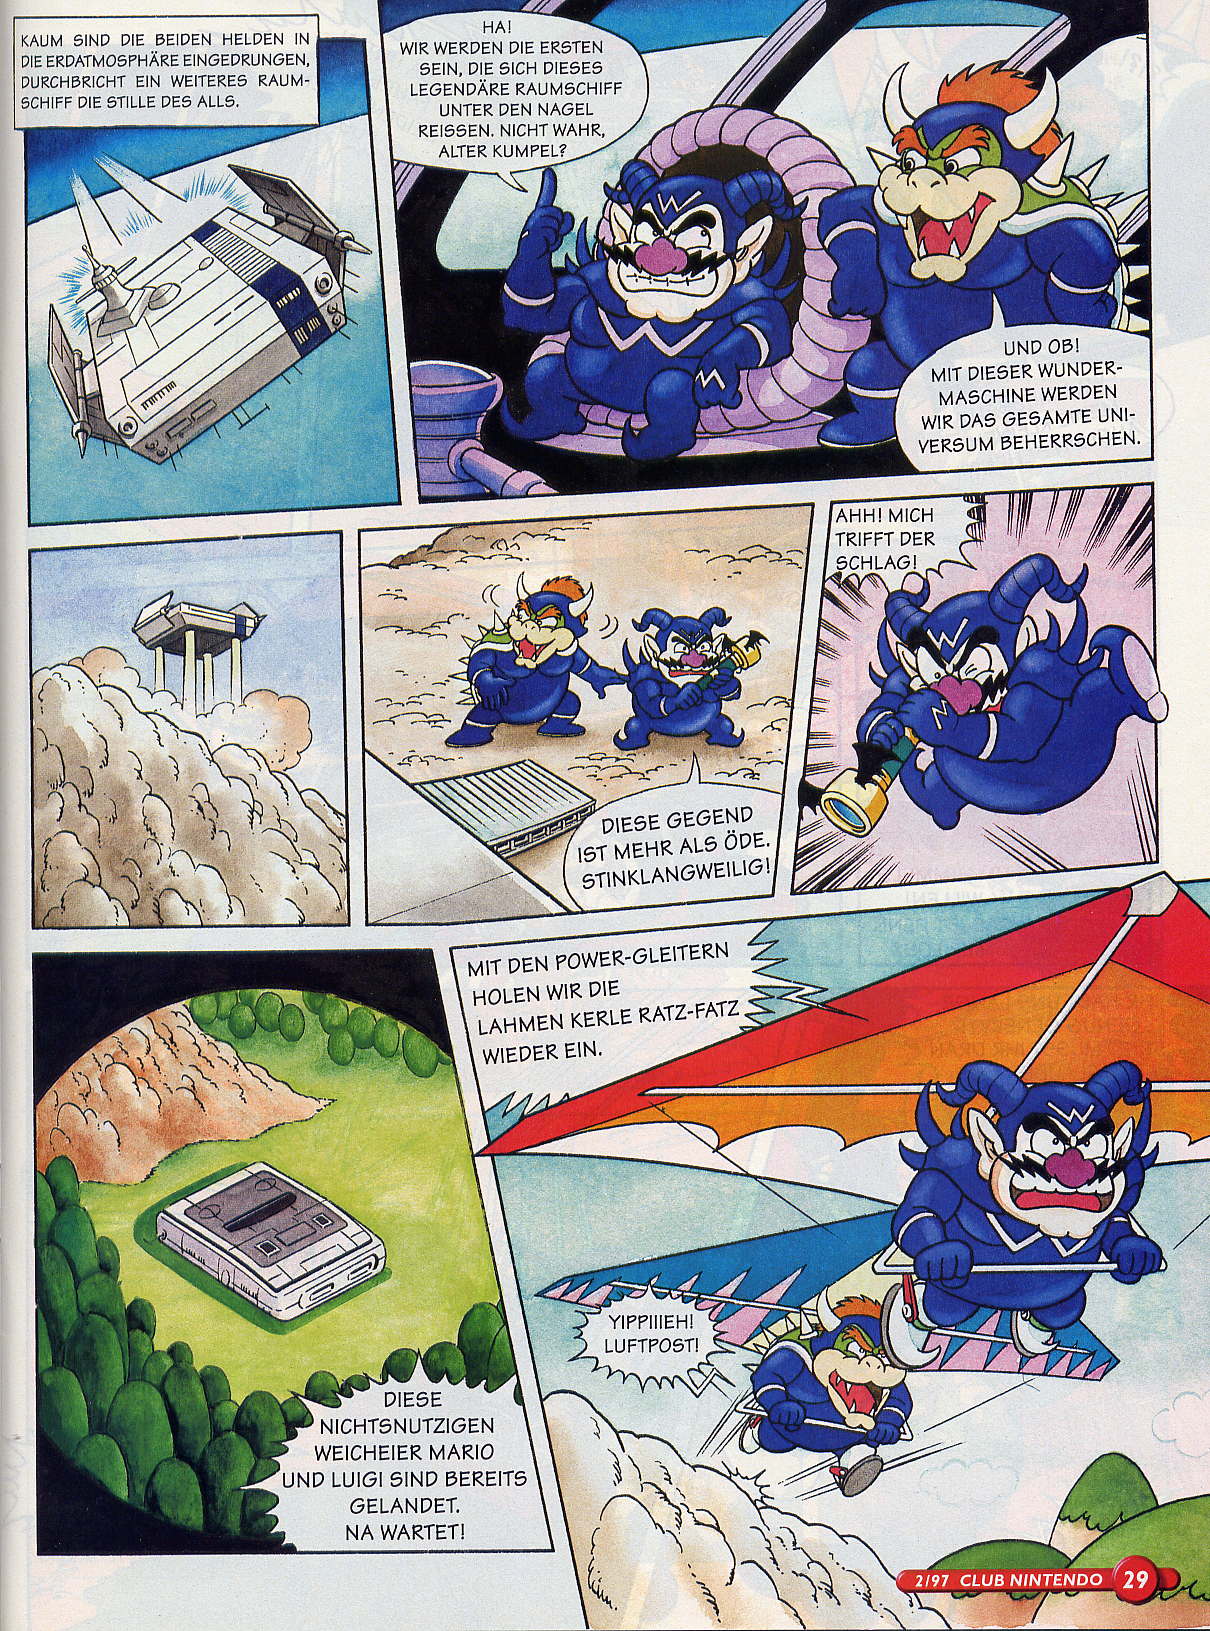 KAUM SIND DIE BEIDEN HELDEN IN
DIE ERDATMOSPHÄRE EINGEDRUNGEN,
DURCHBRICHT EIN WEITERES RAUM-
SCHIFF DIE STILLE DES ALLS.
HA!
WIR WERDEN DIE ERSTEN
SEIN, DIE SICH DIESES
LEGENDÄRE RAUMSCHIFF
UNTER DEN NAGEL
REISSEN. NICHT WAHR,
ALTER KUMPEL?
UND OB!
MIT DIESER WUNDER-
MASCHINE WERDEN
WIR DAS GESAMTE UNI-
VERSUM BEHERRSCHEN.
DIESE GEGEND
IST MEHR ALS ÖDE.
STINKLANGWEILIG!
AHH! MICH
TRIFFT DER
SCHLAG!
DIESE
NICHTSNUTZIGEN
WEICHEIER MARIO
UND LUIGI SIND BEREITS
GELANDET.
NA WARTET!
MIT DEN POWER-GLEITERN
HOLEN WIR DIE
LAHMEN KERLE RATZ-FATZ
WIEDER EIN.
YIPPIIIEH!
LUFTPOST!
2/97 CLUB NINTENDO 29